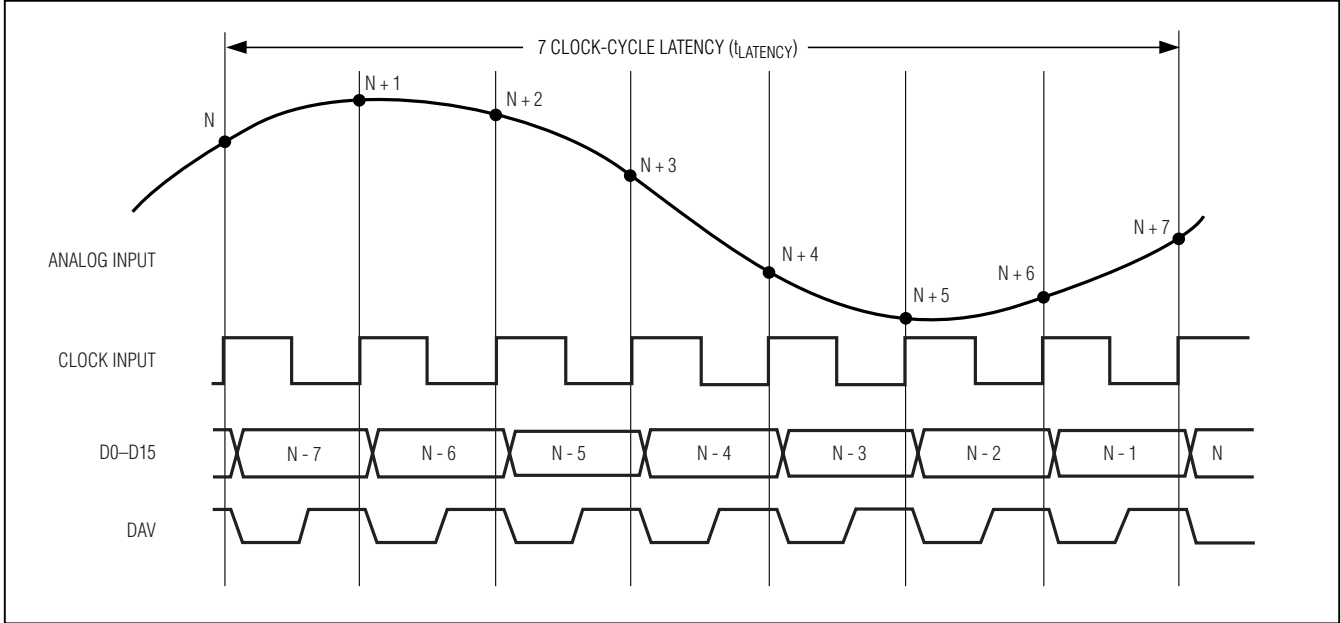 7 CLOCK-CYCLE LATENCY (tLATENCY)
N
N + 1
N + 2
N + 3
N + 4
N + 5
N + 6
N + 7
ANALOG INPUT
CLOCK INPUT
D0–D15
N - 7
N - 6
N - 5
N - 4
N - 3
N - 2
N - 1
N
DAV